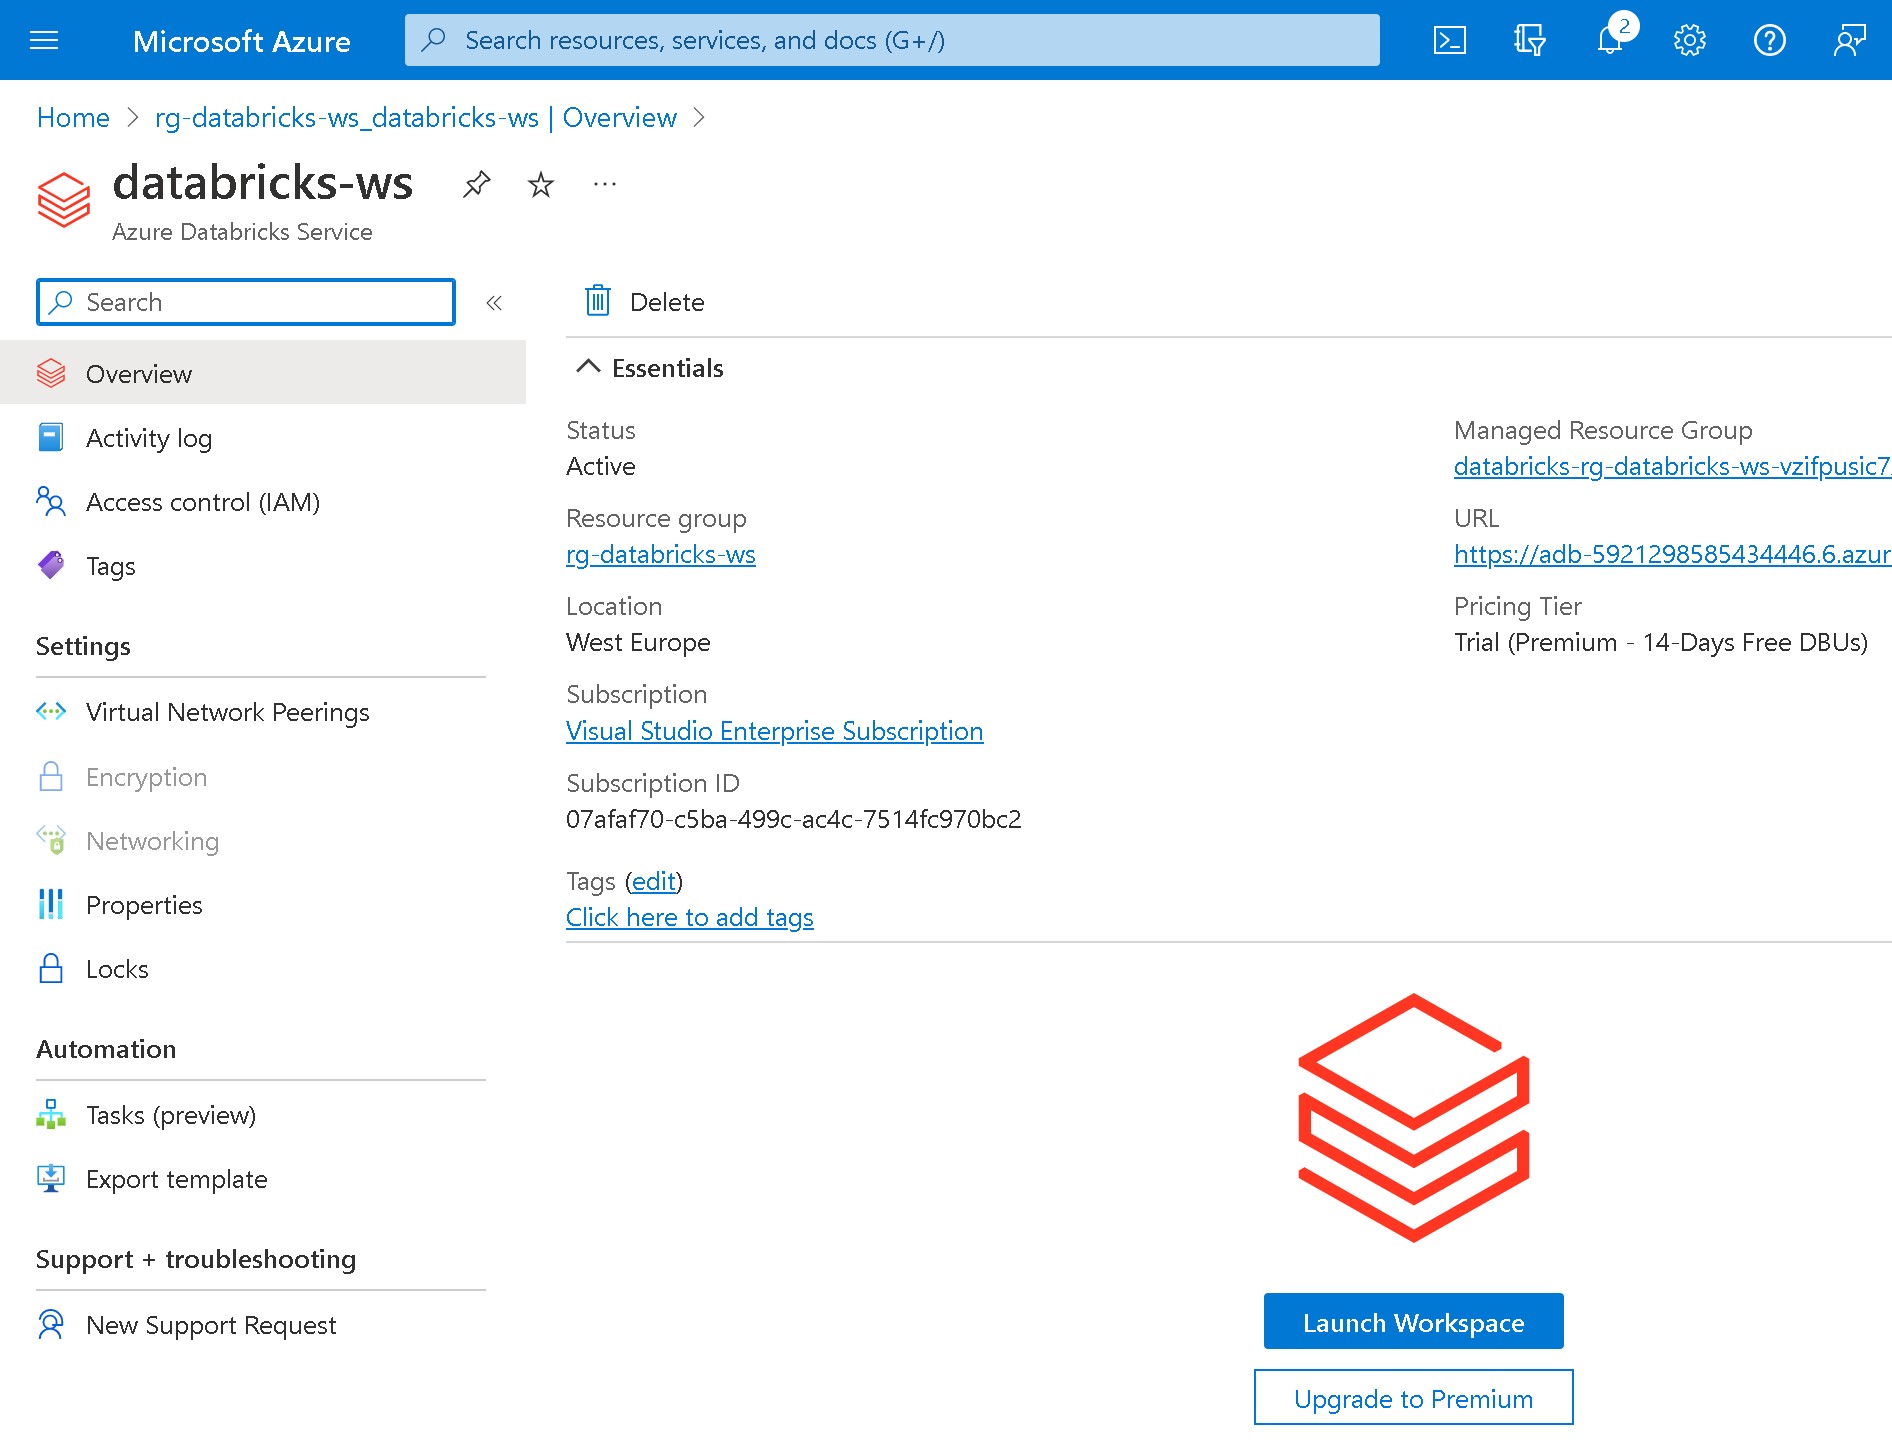 Microsoft Azure
Search resources, services, and docs (G+/)
2
Home > rg-databricks-ws_databricks-ws | Overview >
databricks-ws
Azure Databricks Service
Search
«
Overview
Activity log
Access control (IAM)
Tags
Settings
Virtual Network Peerings
Encryption
Networking
Properties
Locks
Automation
Tasks (preview)
Export template
Support + troubleshooting
New Support Request
Delete
Essentials
Status
Active
Resource group
rg-databricks-ws
Location
West Europe
Subscription
Visual Studio Enterprise Subscription
Subscription ID
07afaf70-c5ba-499c-ac4c-7514fc970bc2
Tags (edit)
Click here to add tags
Managed Resource Group
databricks-rg-databricks-ws-vzifpusic7
URL
https://adb-5921298585434446.6.azur
Pricing Tier
Trial (Premium - 14-Days Free DBUs)
Launch Workspace
Upgrade to Premium